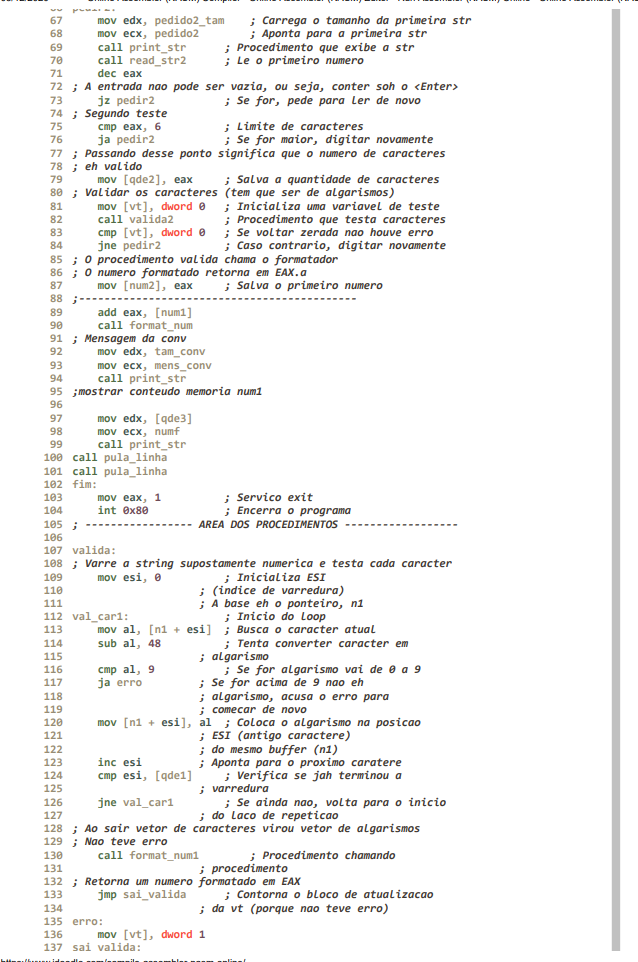 66 pedir2:
67 mov edx, pedido2_tam ; Carrega o tamanho da primeira str
68 mov ecx, pedido2 ; Aponta para a primeira str
69 call print_str ; Procedimento que exibe a str
70 call read_str2 ; Le o primeiro numero
71 dec eax
72 ; A entrada nao pode ser vazia, ou seja, conter soh o <Enter>
73 jz pedir2 ; Se for, pede para ler de novo
74 ; Segundo teste
75 cmp eax, 6 ; Limite de caracteres
76 ja pedir2 ; Se for maior, digitar novamente
77 ; Passando desse ponto significa que o numero de caracteres
78 ; eh valido
79 mov [qde2], eax ; Salva a quantidade de caracteres
80 ; Validar os caracteres (tem que ser de algarismos)
81 mov [vt], dword 0 ; Inicializa uma variavel de teste
82 call valida2 ; Procedimento que testa caracteres
83 cmp [vt], dword 0 ; Se voltar zerada nao houve erro
84 jne pedir2 ; Caso contrario, digitar novamente
85 ; O procedimento valida chama o formatador
86 ; O numero formatado retorna em EAX.a
87 mov [num2], eax ; Salva o primeiro numero
88 ;-------------------------------------------
89 add eax, [num1]
90 call format_num
91 ; Mensagem da conv
92 mov edx, tam_conv
93 mov ecx, mens_conv
94 call print_str
95 ;mostrar conteudo memoria num1
96
97 mov edx, [qde3]
98 mov ecx, numf
99 call print_str
100 call pula_linha
101 call pula_linha
102 fim:
103 mov eax, 1 ; Servico exit
104 int 0x80 ; Encerra o programa
105 ; ----------------- AREA DOS PROCEDIMENTOS ------------------
106
107 valida:
108 ; Varre a string supostamente numerica e testa cada caracter
109 mov esi, 0 ; Inicializa ESI
110 ; (indice de varredura)
111 ; A base eh o ponteiro, n1
112 val_car1: ; Inicio do loop
113 mov al, [n1 + esi] ; Busca o caracter atual
114 sub al, 48 ; Tenta converter caracter em
115 ; algarismo
116 cmp al, 9 ; Se for algarismo vai de 0 a 9
117 ja erro ; Se for acima de 9 nao eh
118 ; algarismo, acusa o erro para
119 ; comecar de novo
120 mov [n1 + esi], al ; Coloca o algarismo na posicao
121 ; ESI (antigo caractere)
122 ; do mesmo buffer (n1)
123 inc esi ; Aponta para o proximo caratere
124 cmp esi, [qde1] ; Verifica se jah terminou a
125 ; varredura
126 jne val_car1 ; Se ainda nao, volta para o inicio
127 ; do laco de repeticao
128 ; Ao sair vetor de caracteres virou vetor de algarismos
129 ; Nao teve erro
130 call format_num1 ; Procedimento chamando
131 ; procedimento
132 ; Retorna um numero formatado em EAX
133 jmp sai_valida ; Contorna o bloco de atualizacao
134 ; da vt (porque nao teve erro)
135 erro:
136 mov [vt], dword 1
137 sai_valida: